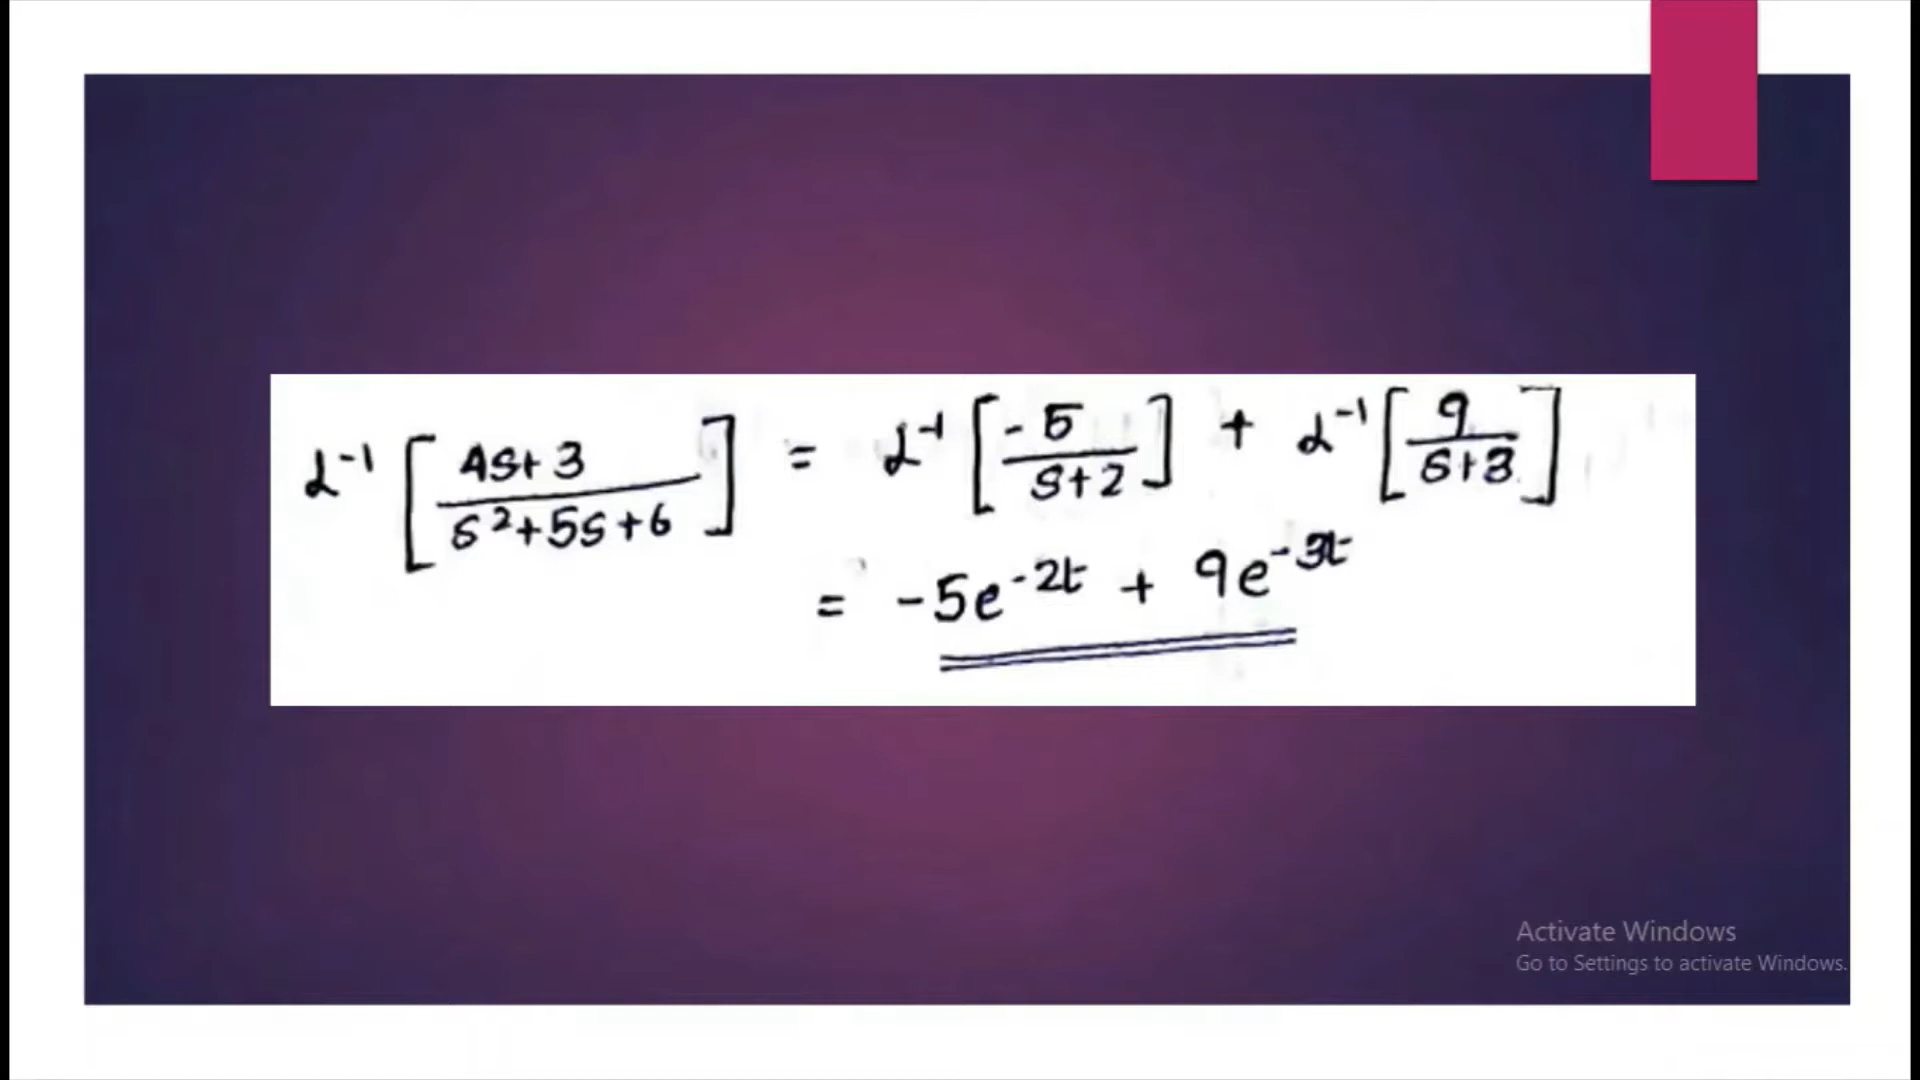 ℒ⁻¹ [ (4s+3)/(s²+5s+6) ] = ℒ⁻¹ [ -5/(s+2) ] + ℒ⁻¹ [ 9/(s+3) ]
= -5e^(-2t) + 9e^(-3t)
Activate Windows
Go to Settings to activate Windows.